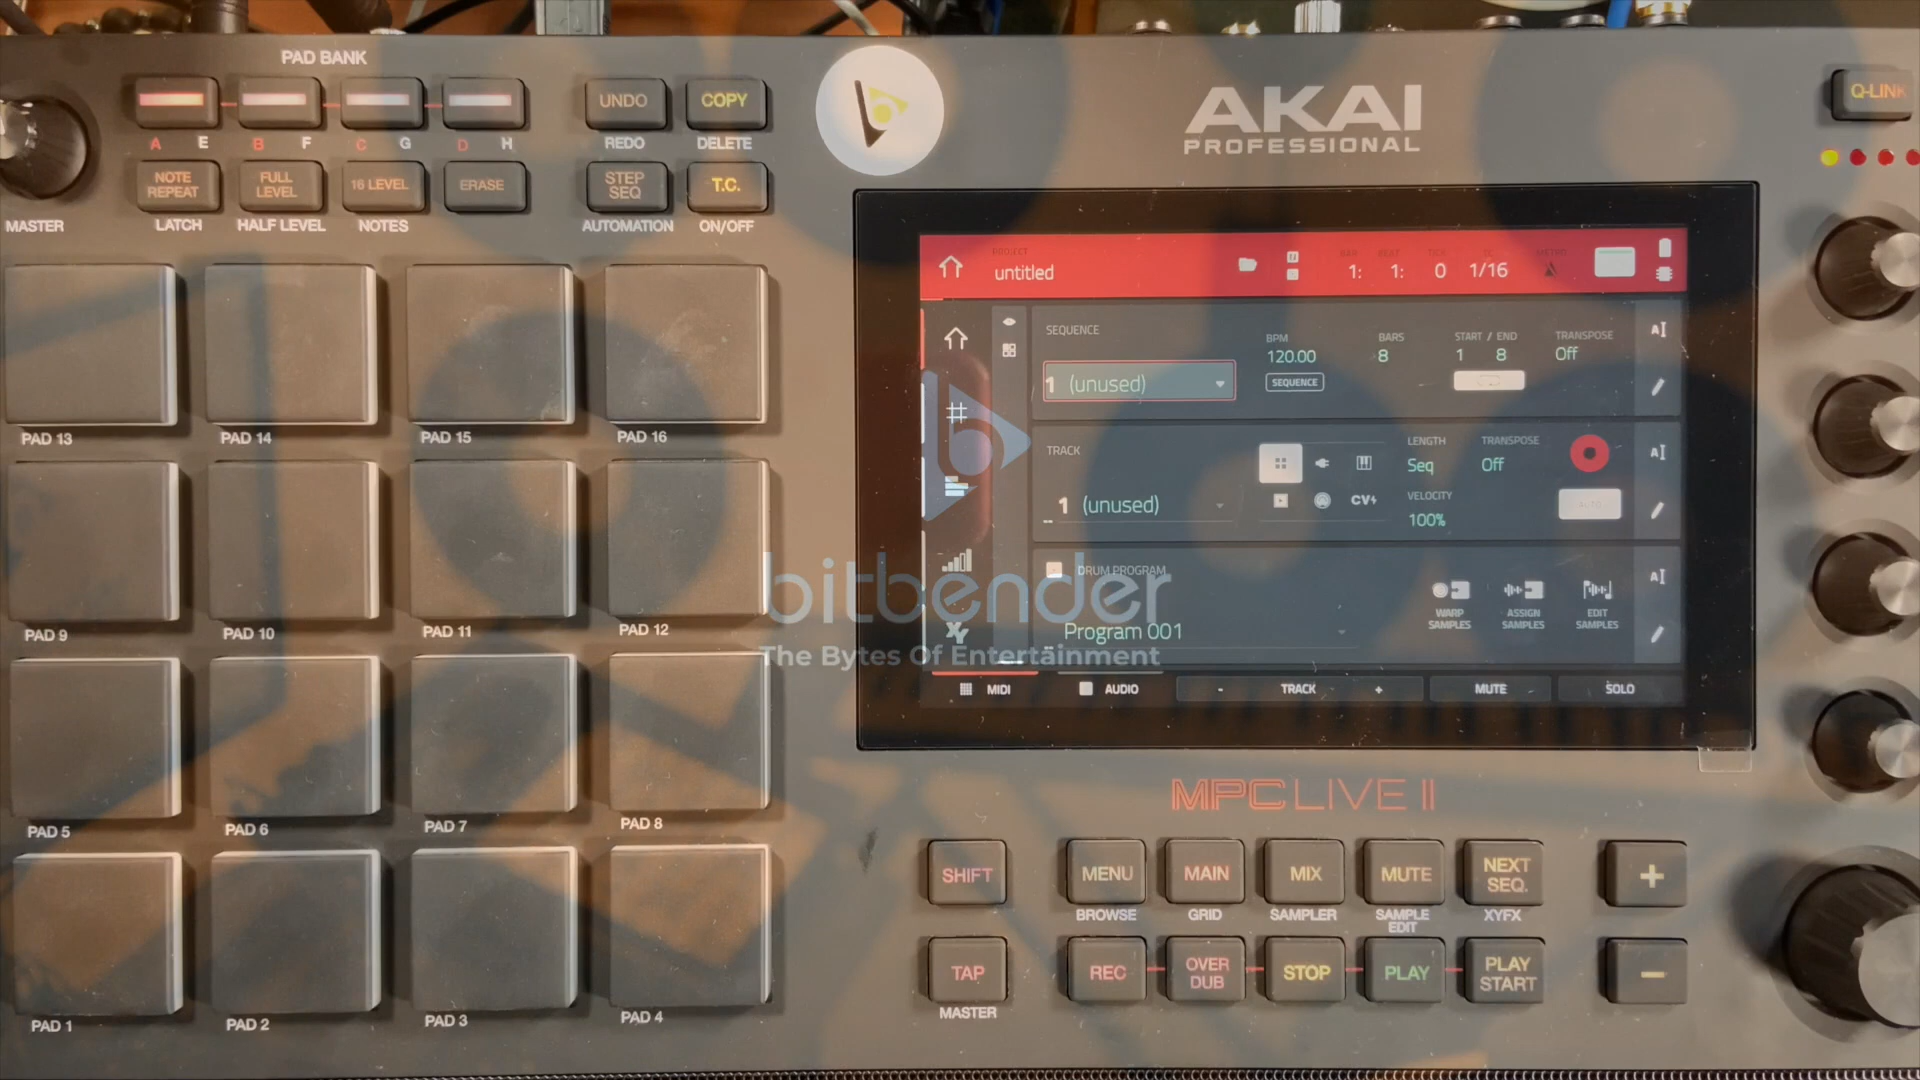 PAD BANK
UNDO
COPY
A E B F C G D H
REDO
DELETE
NOTE
REPEAT
FULL
LEVEL
16 LEVEL
ERASE
STEP
SEQ
T.C.
MASTER
LATCH
HALF LEVEL
NOTES
AUTOMATION
ON/OFF
AKAI
PROFESSIONAL
Q-LINK
PROJECT
untitled
1: 1: 0 1/16
SEQUENCE
1 (unused)
BPM
120.00
SEQUENCE
BARS
8
START / END
1 8
TRANSPOSE
Off
TRACK
1 (unused)
CV
LENGTH
Seq
TRANSPOSE
Off
VELOCITY
100%
AUTO
DRUM PROGRAM
Program 001
WARP
SAMPLES
ASSIGN
SAMPLES
EDIT
SAMPLES
XY
MIDI
AUDIO
- TRACK +
MUTE
SOLO
bitbender
The Bytes Of Entertainment
PAD 13
PAD 14
PAD 15
PAD 16
PAD 9
PAD 10
PAD 11
PAD 12
PAD 5
PAD 6
PAD 7
PAD 8
PAD 1
PAD 2
PAD 3
PAD 4
MPC LIVE II
SHIFT
MENU
MAIN
MIX
MUTE
NEXT
SEQ.
+
BROWSE
GRID
SAMPLER
SAMPLE
EDIT
XYFX
TAP
REC
OVER
DUB
STOP
PLAY
PLAY
START
-
MASTER